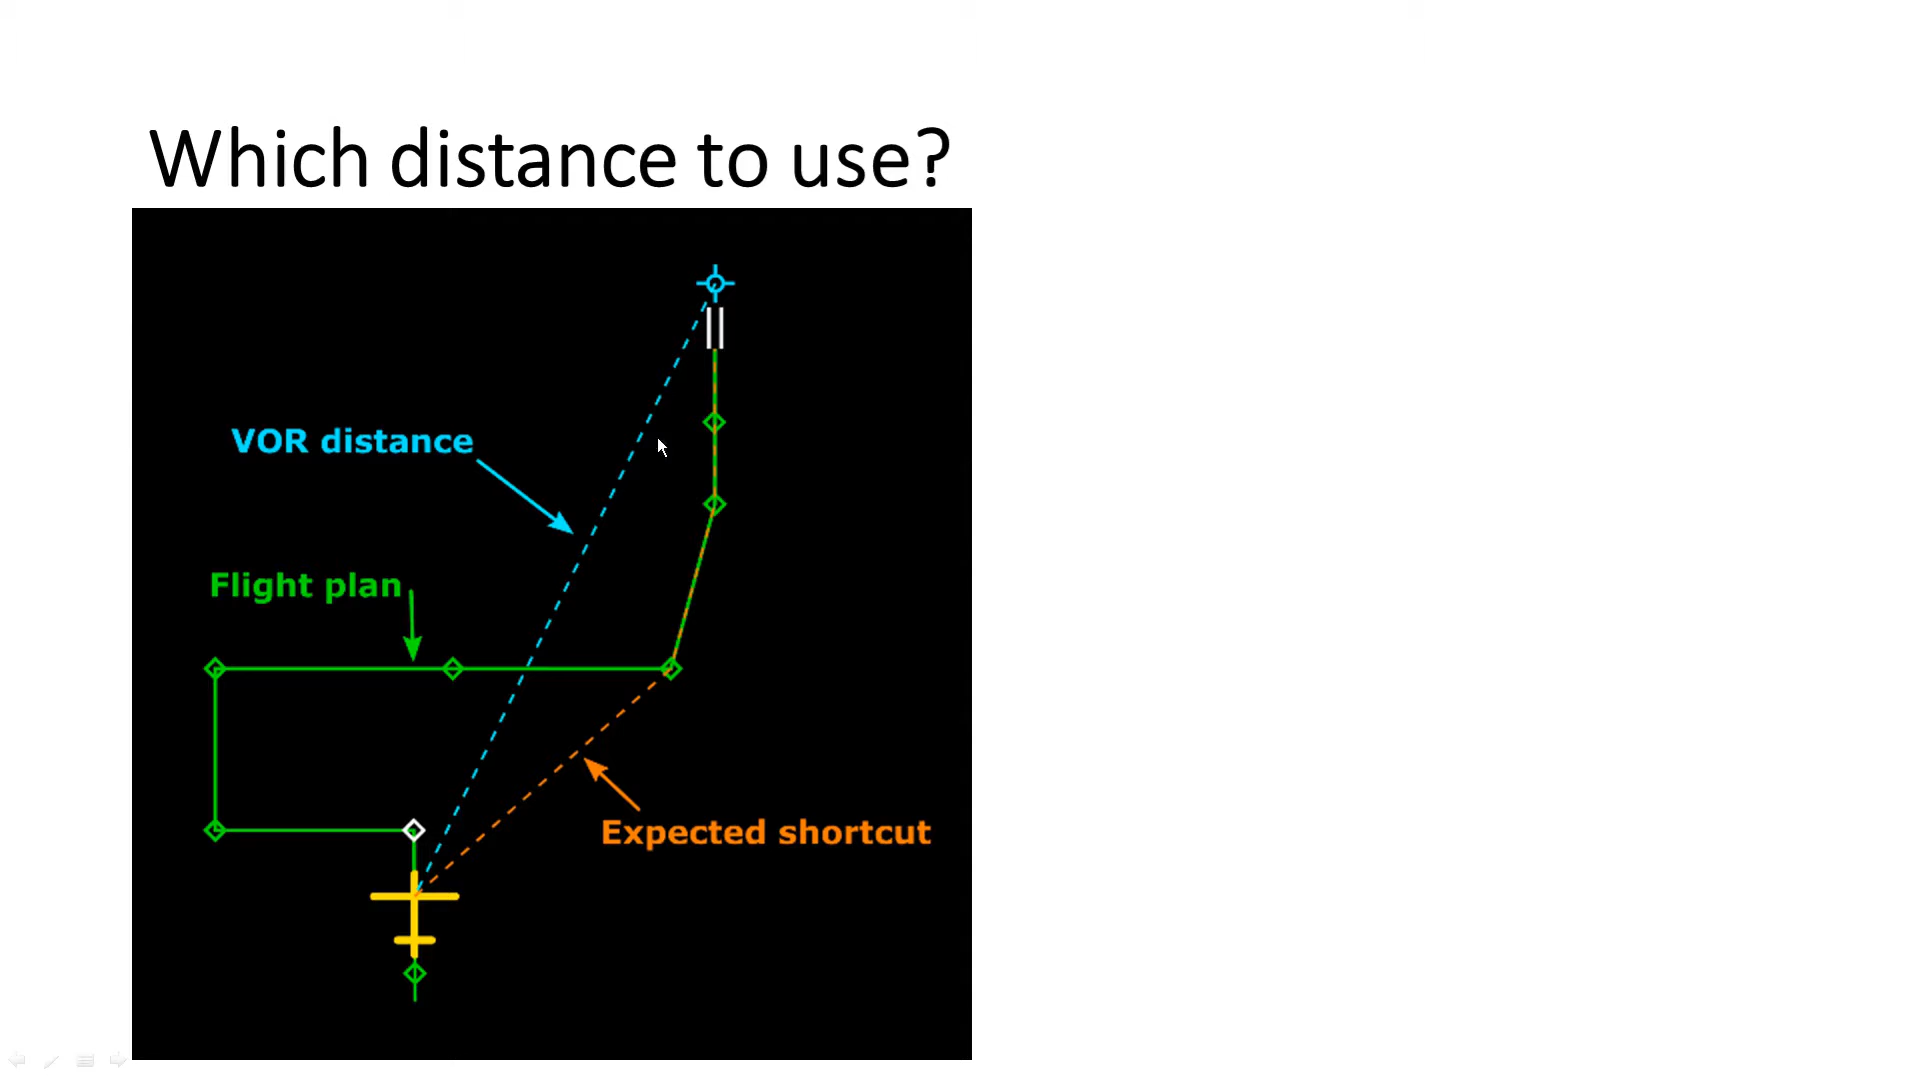 Which distance to use?
VOR distance
Flight plan
Expected shortcut